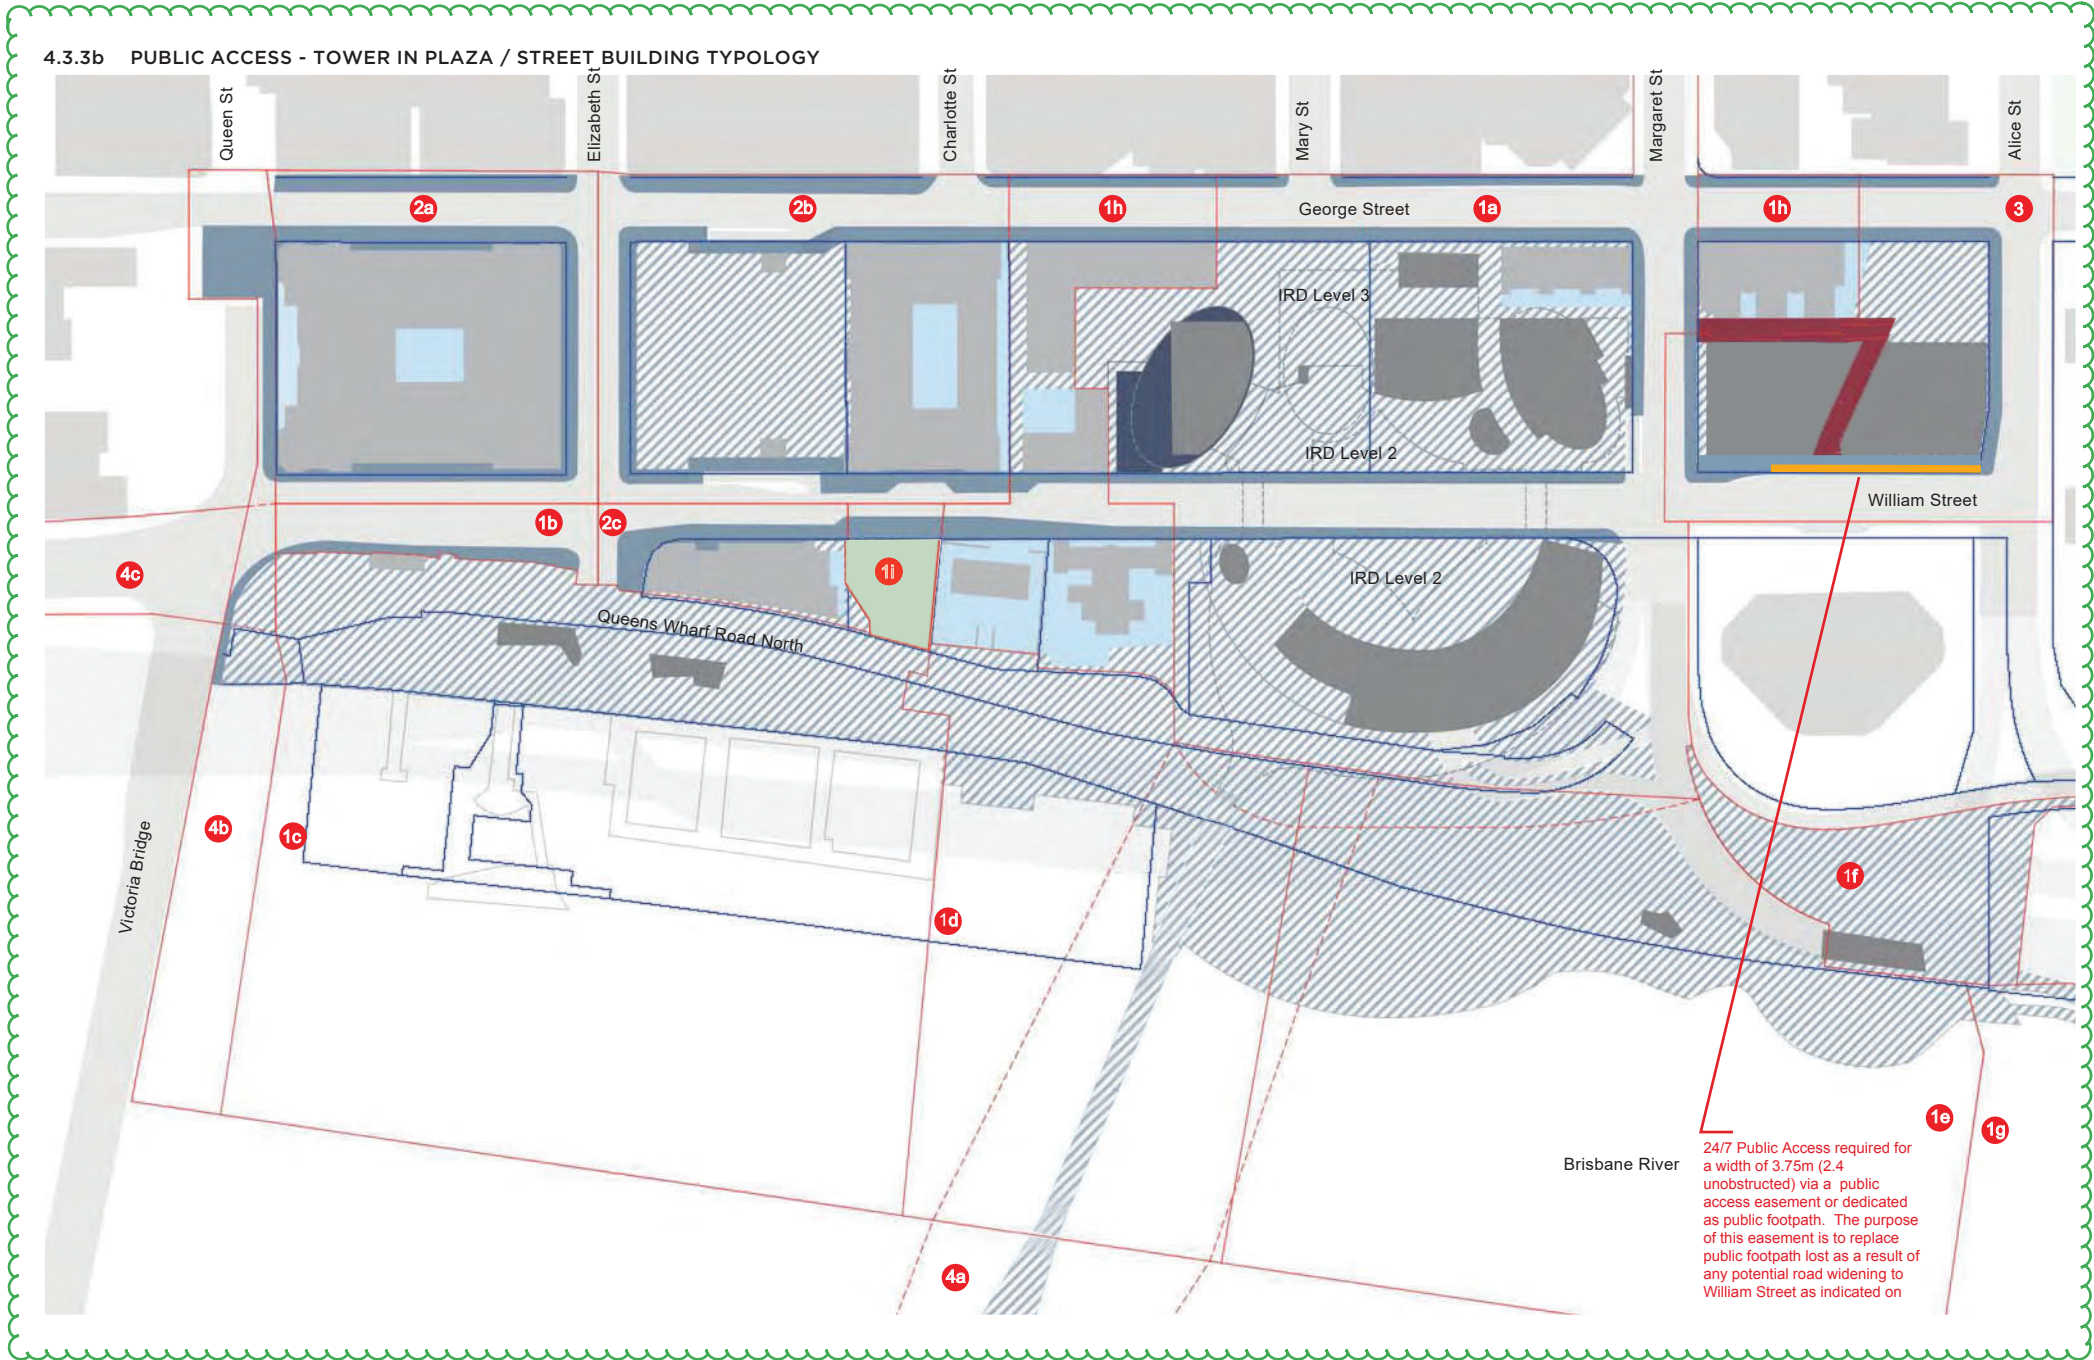 4.3.3b PUBLIC ACCESS - TOWER IN PLAZA / STREET BUILDING TYPOLOGY
Queen St
Elizabeth St
Charlotte St
Mary St
Margaret St
Alice St
2a
2b
1h
George Street
1a
1h
3
IRD Level 3
IRD Level 2
William Street
1b
2c
4c
1i
IRD Level 2
Queens Wharf Road North
Victoria Bridge
4b
1c
1d
1f
1e
1g
Brisbane River
24/7 Public Access required for
a width of 3.75m (2.4
unobstructed) via a public
access easement or dedicated
as public footpath. The purpose
of this easement is to replace
public footpath lost as a result of
any potential road widening to
William Street as indicated on
4a